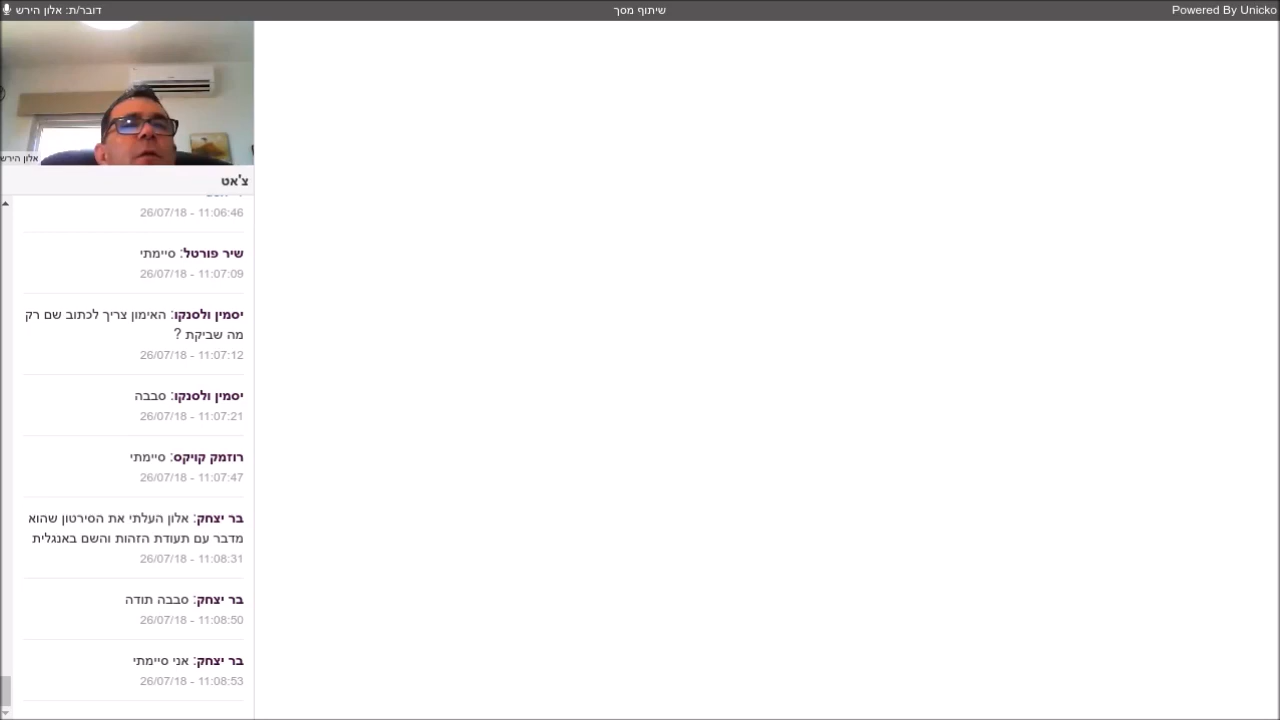 דובר/ת: אלון הירש
שיתוף מסך
Powered By Unicko
אלון הירש
צ'אט
26/07/18 - 11:06:46
שיר פורטל: סיימתי
26/07/18 - 11:07:09
יסמין ולסנקו: האימון צריך לכתוב שם רק
מה שביקת ?
26/07/18 - 11:07:12
יסמין ולסנקו: סבבה
26/07/18 - 11:07:21
רוזמק קויקס: סיימתי
26/07/18 - 11:07:47
בר יצחק: אלון העלתי את הסירטון שהוא
מדבר עם תעודת הזהות והשם באנגלית
26/07/18 - 11:08:31
בר יצחק: סבבה תודה
26/07/18 - 11:08:50
בר יצחק: אני סיימתי
26/07/18 - 11:08:53